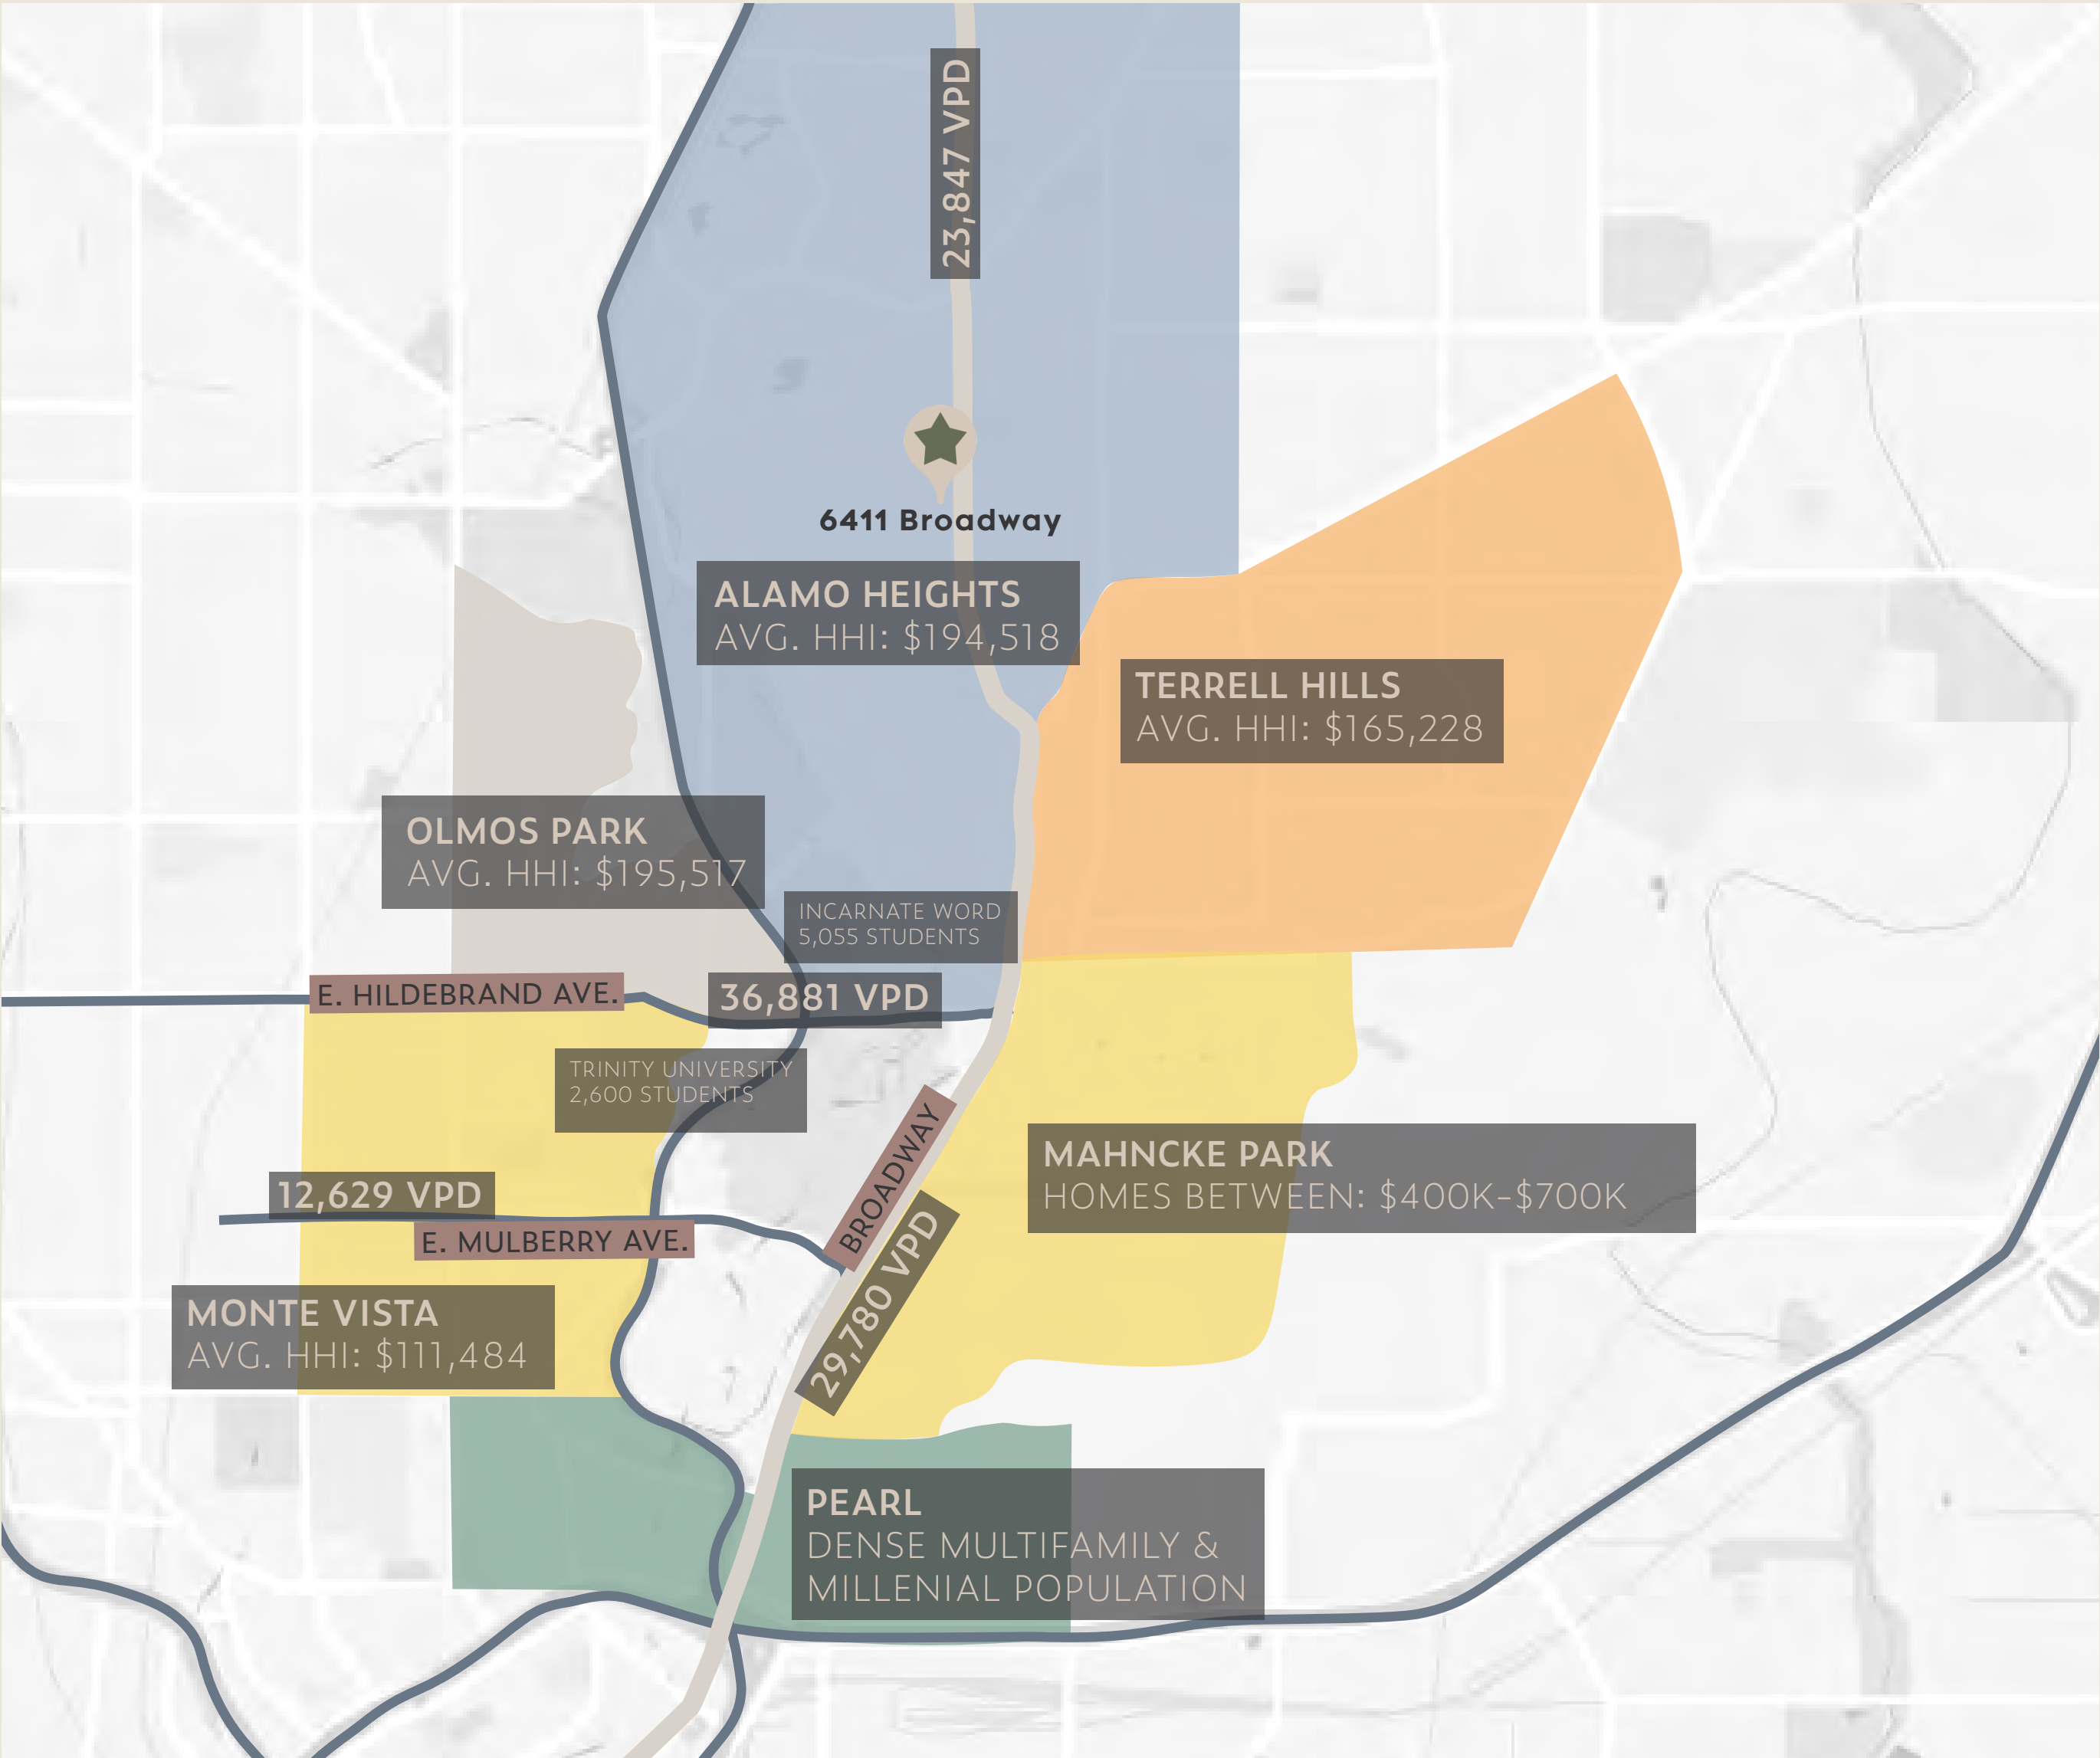 23,847 VPD
6411 Broadway
ALAMO HEIGHTS
AVG. HHI: $194,518
TERRELL HILLS
AVG. HHI: $165,228
OLMOS PARK
AVG. HHI: $195,517
INCARNATE WORD
5,055 STUDENTS
E. HILDEBRAND AVE.
36,881 VPD
TRINITY UNIVERSITY
2,600 STUDENTS
BROADWAY
MAHNCKE PARK
HOMES BETWEEN: $400K-$700K
12,629 VPD
E. MULBERRY AVE.
29,780 VPD
MONTE VISTA
AVG. HHI: $111,484
PEARL
DENSE MULTIFAMILY &
MILLENIAL POPULATION